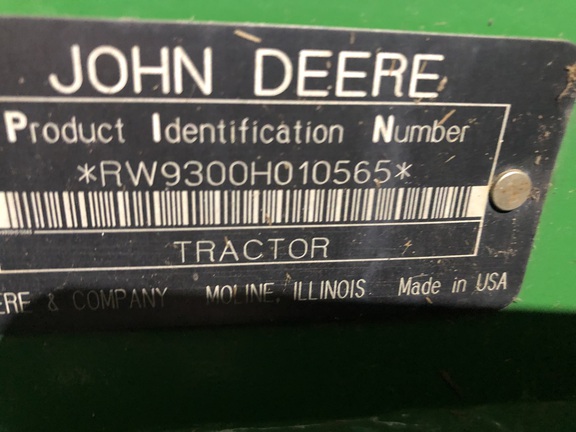 JOHN DEERE
Product Identification Number
*RW9300H010565*
TRACTOR
ERE & COMPANY MOLINE, ILLINOIS Made in USA